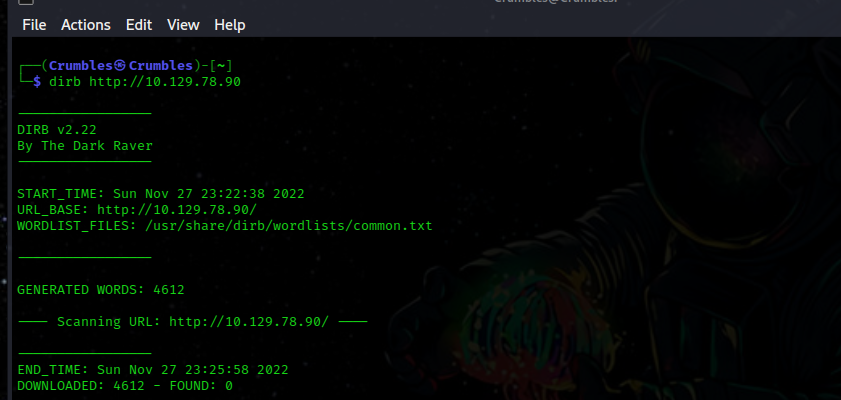 File Actions Edit View Help
┌──(Crumbles㉿Crumbles)-[~]
└─$ dirb http://10.129.78.90
-----------------
DIRB v2.22
By The Dark Raver
-----------------
START_TIME: Sun Nov 27 23:22:38 2022
URL_BASE: http://10.129.78.90/
WORDLIST_FILES: /usr/share/dirb/wordlists/common.txt
-----------------
GENERATED WORDS: 4612
---- Scanning URL: http://10.129.78.90/ ----
-----------------
END_TIME: Sun Nov 27 23:25:58 2022
DOWNLOADED: 4612 - FOUND: 0